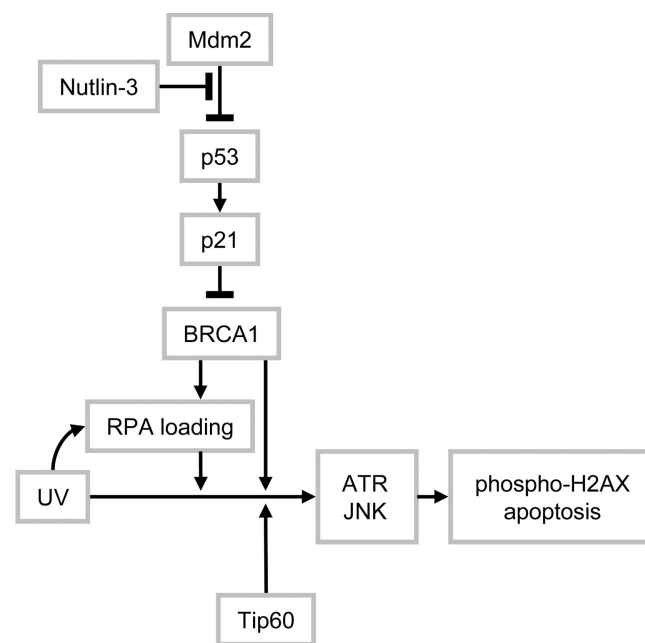 Mdm2
Nutlin-3
p53
p21
BRCA1
RPA loading
UV
ATR
JNK
phospho-H2AX
apoptosis
Tip60